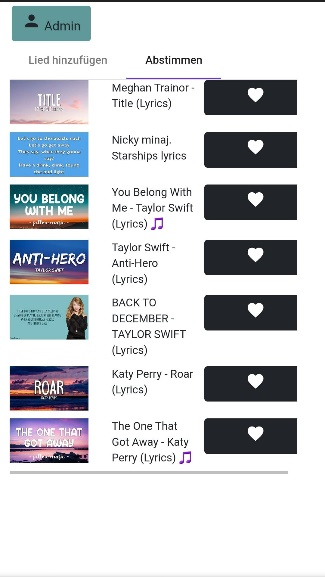 Admin
Lied hinzufügen
Abstimmen
TITLE
Meghan Trainor -
Title (Lyrics)
Nicky minaj.
Starships lyrics
YOU BELONG
WITH ME
You Belong With
Me - Taylor Swift
(Lyrics) 🎵
ANTI-HERO
TAYLOR SWIFT
Taylor Swift -
Anti-Hero
(Lyrics)
BACK TO
DECEMBER -
TAYLOR SWIFT
(Lyrics)
ROAR
Katy Perry - Roar
(Lyrics)
THE ONE THAT
GOT AWAY
The One That
Got Away - Katy
Perry (Lyrics) 🎵